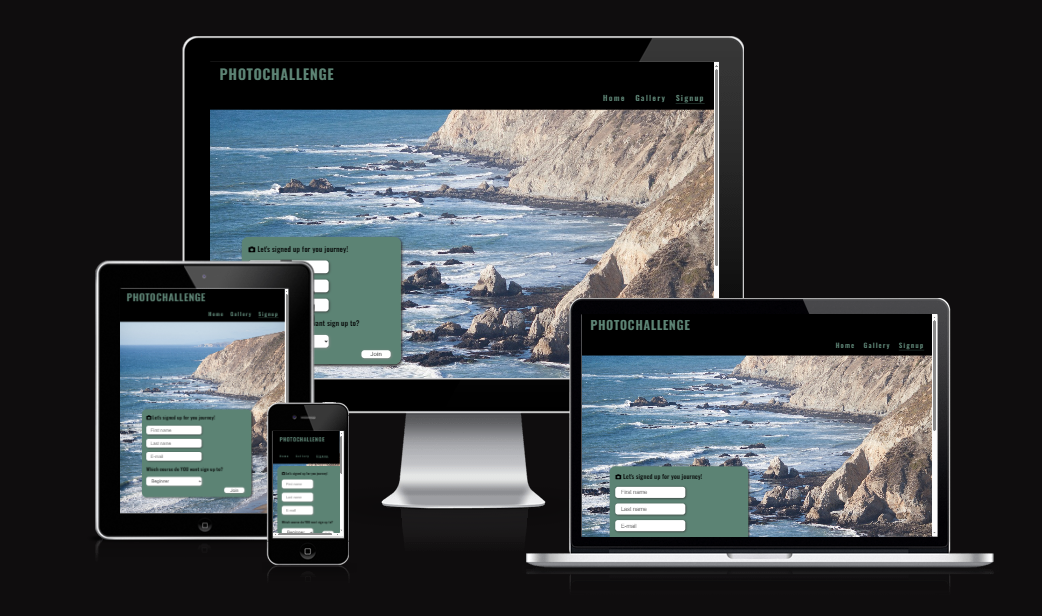 PHOTOCHALLENGE
Home Gallery Signup
Let's signed up for you journey!
want sign up to?
Join
PHOTOCHALLENGE
Home Gallery Signup
Let's signed up for you journey!
First name
Last name
E-mail
Which course do YOU want sign up to?
Beginner
Join
PHOTOCHALLENGE
Home Gallery Signup
Let's signed up for you journey!
First name
Last name
E-mail
Which course do YOU want sign up to?
Beginner
PHOTOCHALLENGE
Home Gallery Signup
Let's signed up for you journey!
First name
Last name
E-mail